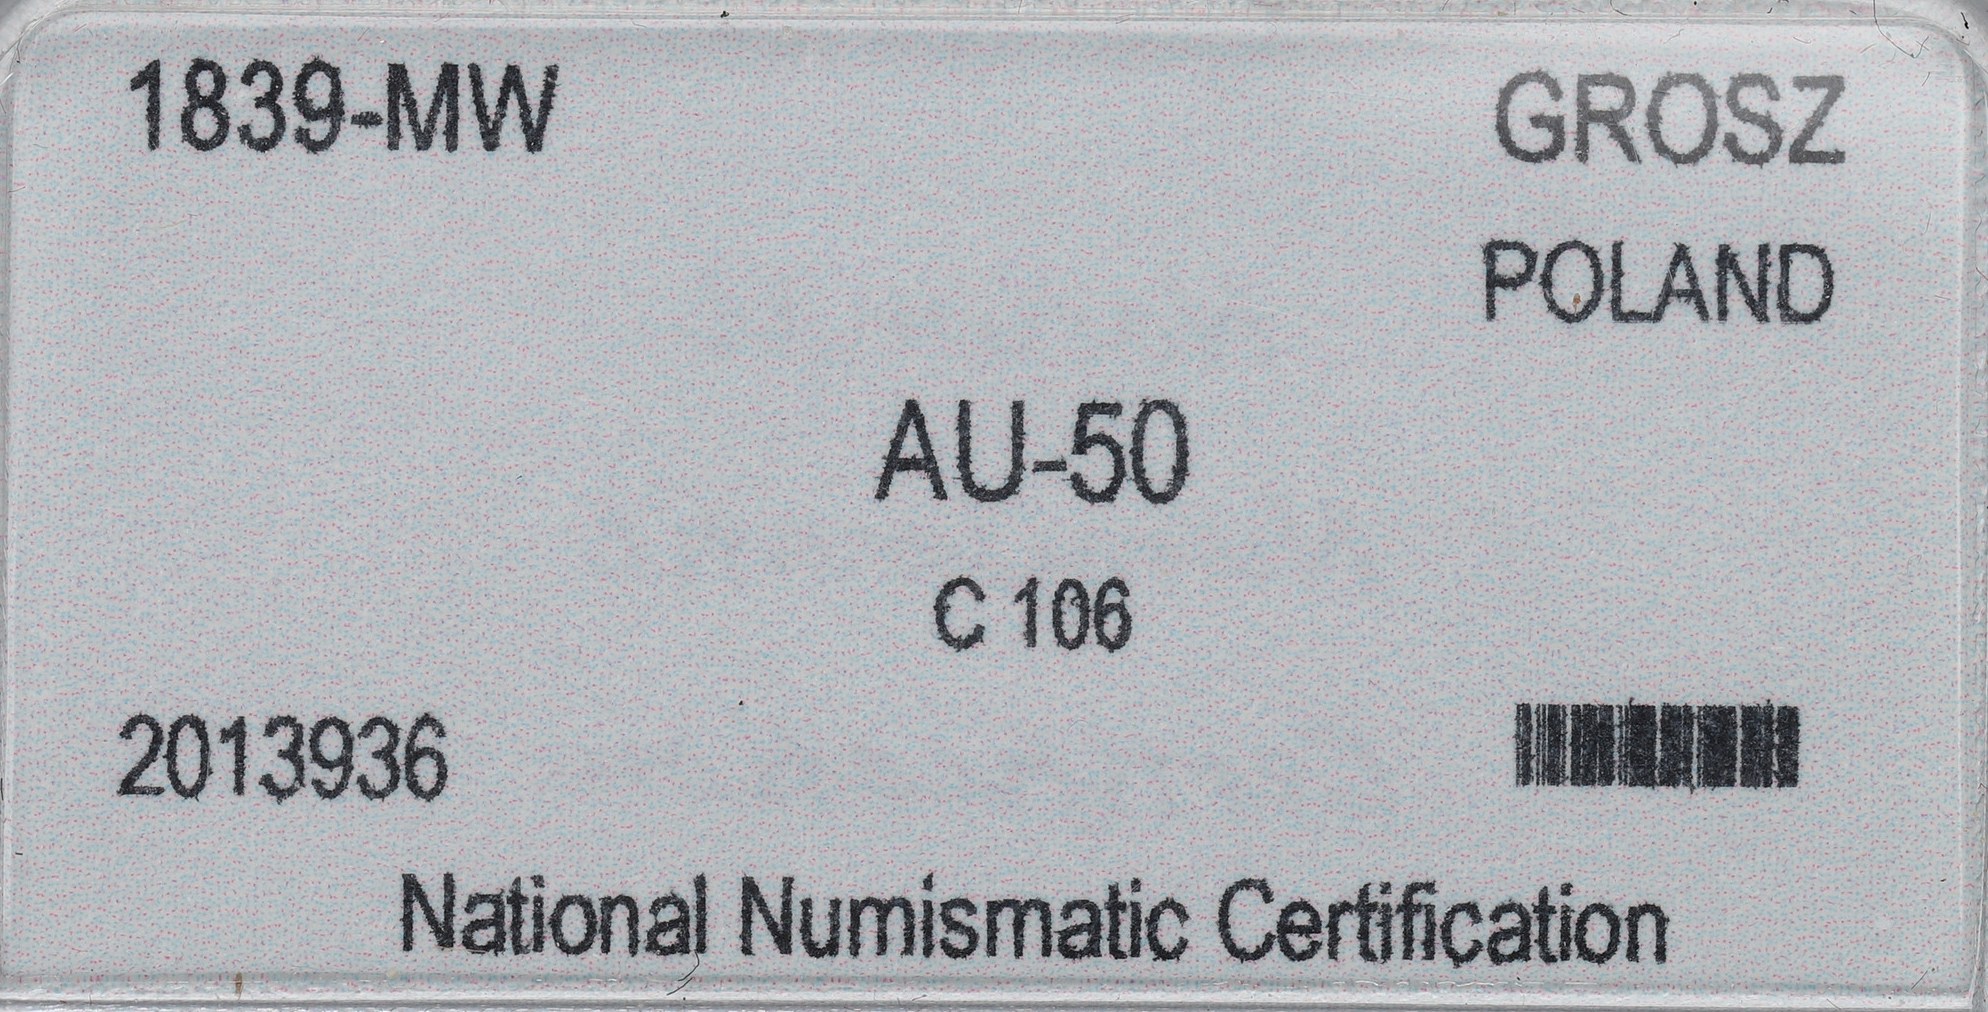 1839-MW GROSZ
POLAND
AU-50
C 106
2013936
National Numismatic Certification